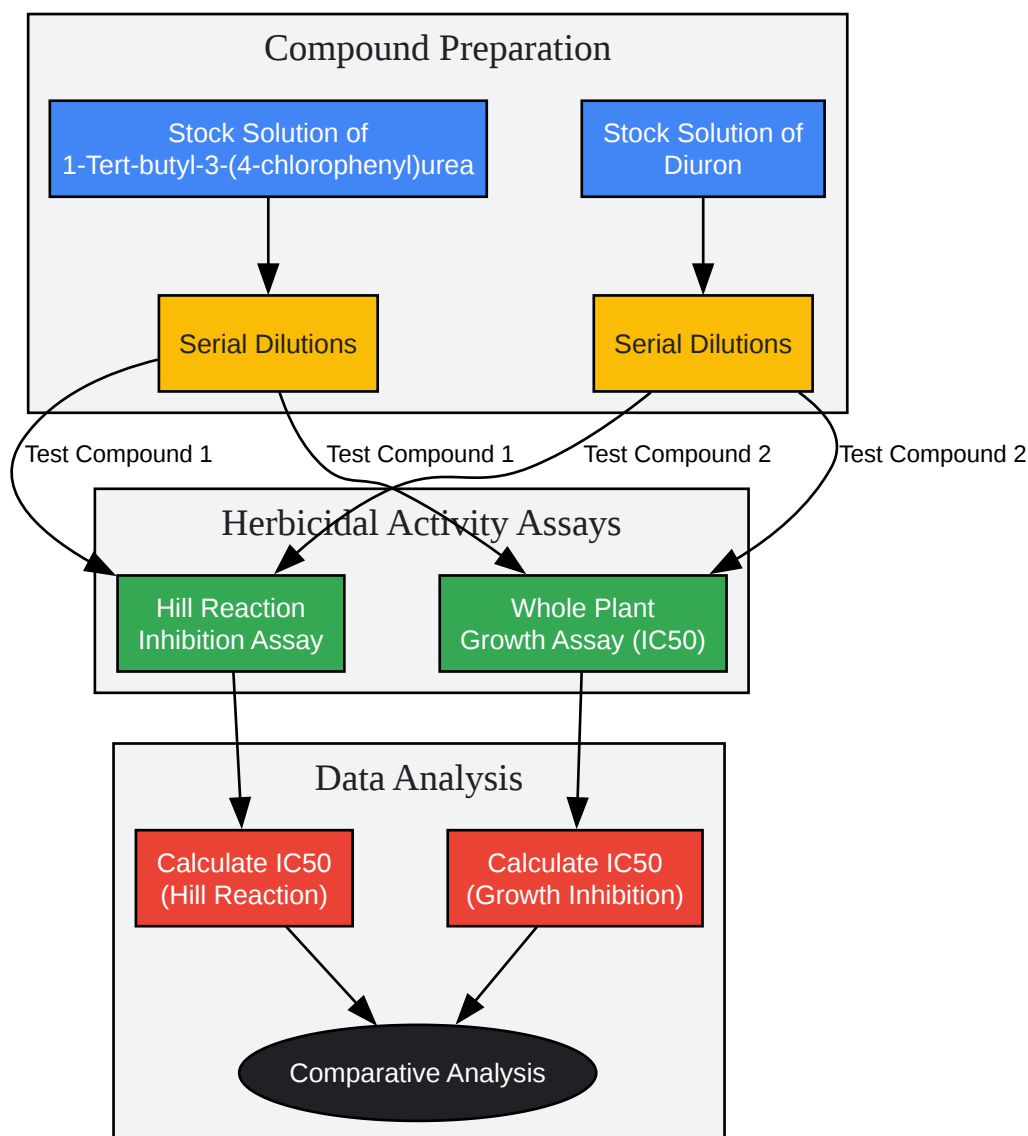 Compound Preparation
Stock Solution of
1-Tert-butyl-3-(4-chlorophenyl)urea
Stock Solution of
Diuron
Serial Dilutions
Serial Dilutions
Test Compound 1
Test Compound 1
Test Compound 2
Test Compound 2
Herbicidal Activity Assays
Hill Reaction
Inhibition Assay
Whole Plant
Growth Assay (IC50)
Data Analysis
Calculate IC50
(Hill Reaction)
Calculate IC50
(Growth Inhibition)
Comparative Analysis